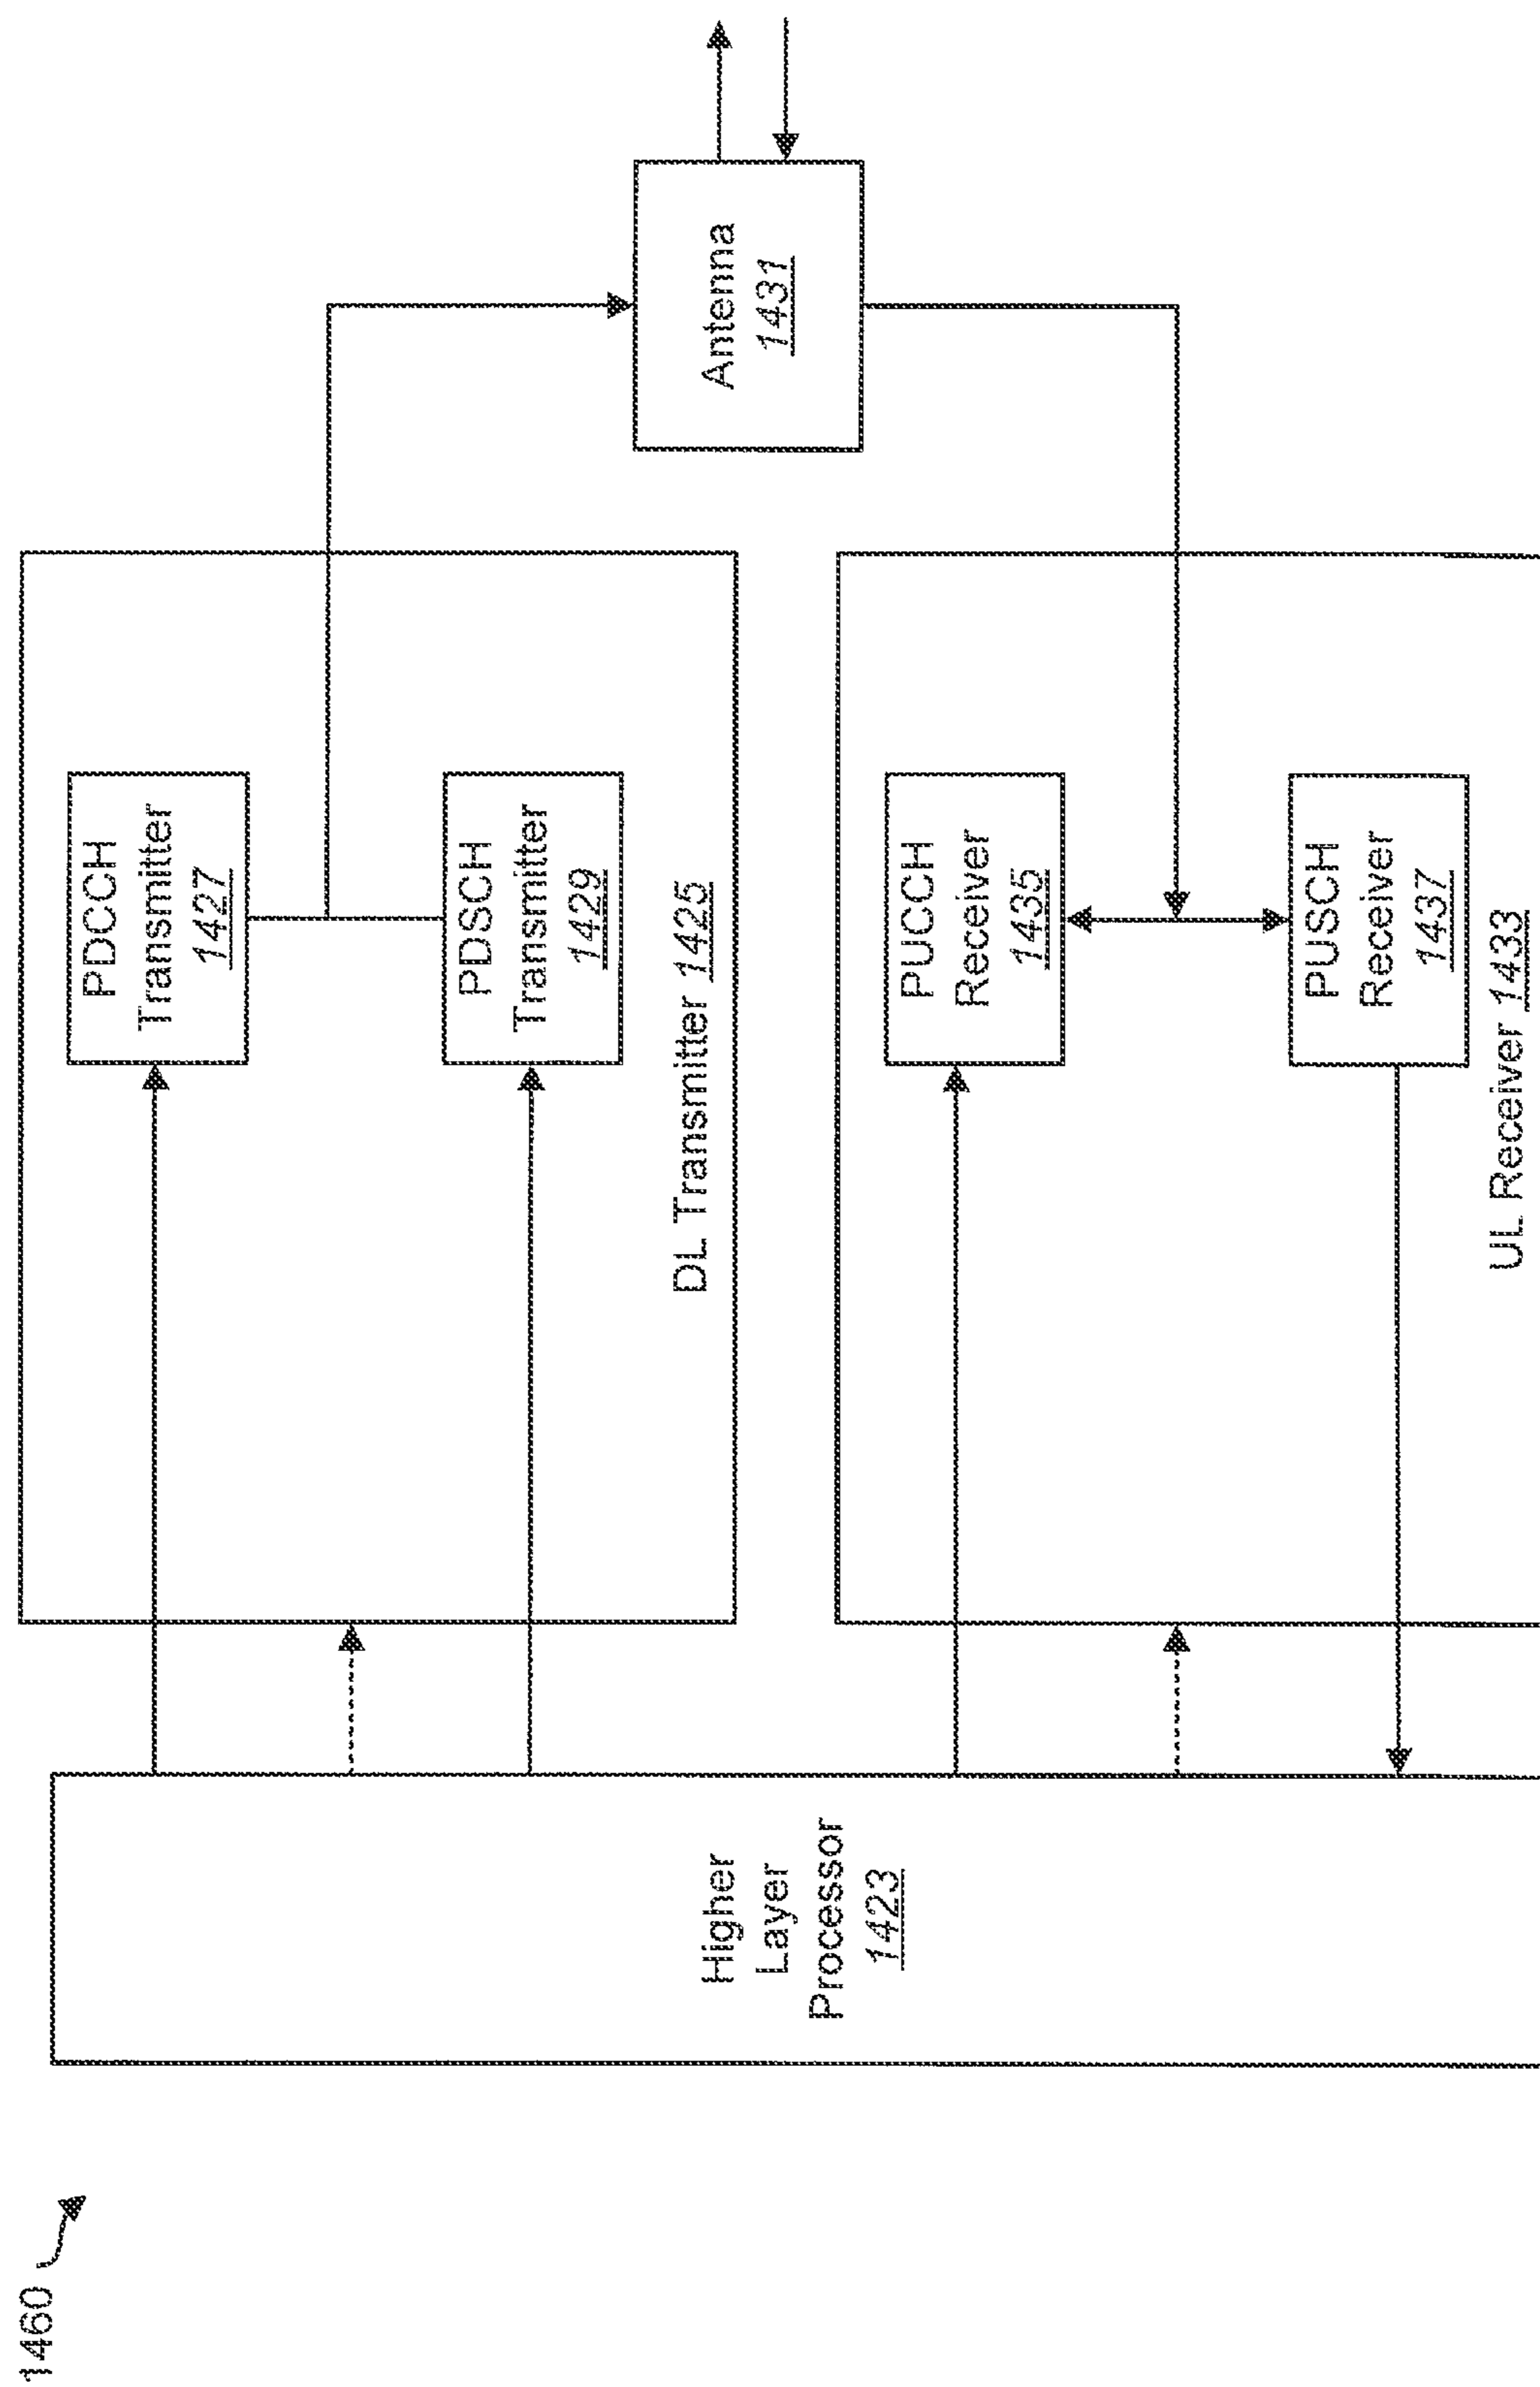 1460
Higher
Layer
Processor
1423
PDCCH
Transmitter
1427
PDSCH
Transmitter
1429
DL Transmitter 1425
PUCCH
Receiver
1435
PUSCH
Receiver
1437
UL Receiver 1433
Antenna
1431